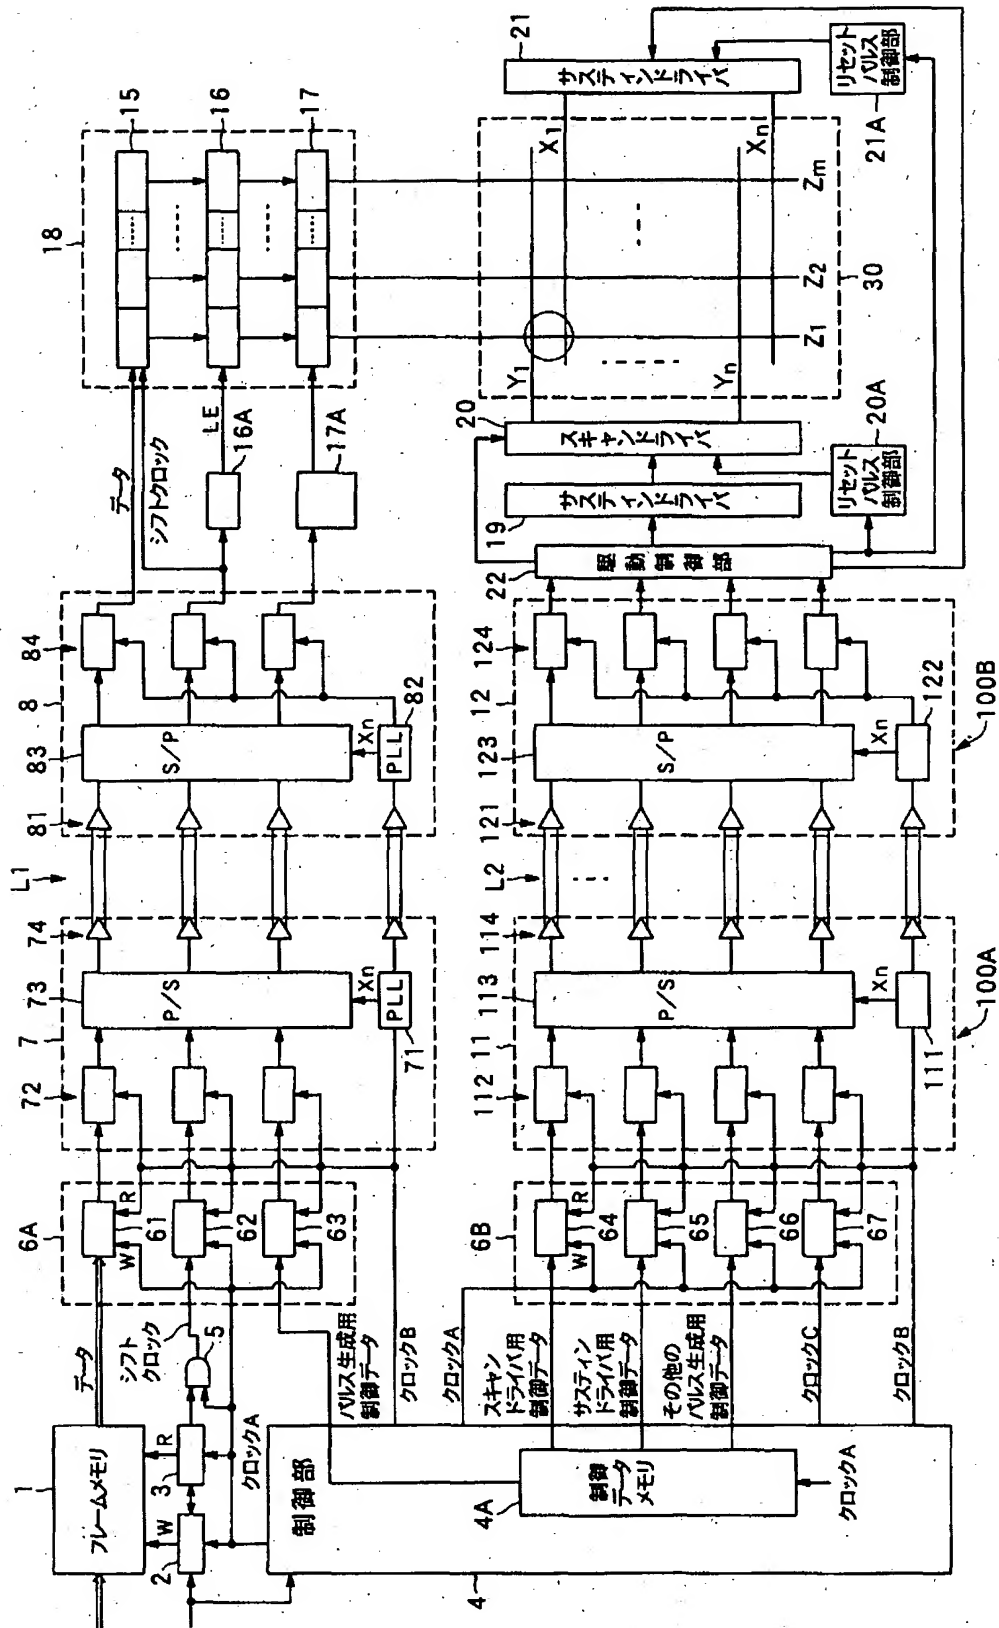 1
フレームメモリ
W
R
2
3
データ
シフト
クロック
5
クロックA
パルス生成用
制御データ
クロックB
4
制御部
4A
制御
データ
メモリ
クロックA
クロックA
スキャン
ドライバ用
制御データ
サスティン
ドライバ用
制御データ
その他の
パルス生成用
制御データ
クロックC
クロックB
6A
W
R
61
62
63
6B
W
R
64
65
66
67
7
72
73
P/S
74
Xn
PLL
71
11
112
113
P/S
114
Xn
111
100A
L1
L2
8
81
83
S/P
84
Xn
PLL
82
12
121
123
S/P
124
Xn
122
100B
データ
シフトクロック
LE
16A
17A
18
15
16
17
22
駆動制御部
19
サスティンドライバ
20
スキャンドライバ
20A
リセット
パルス
制御部
Y1
Yn
X1
Xn
Z1
Z2
Zm
30
21
サスティンドライバ
21A
リセット
パルス
制御部